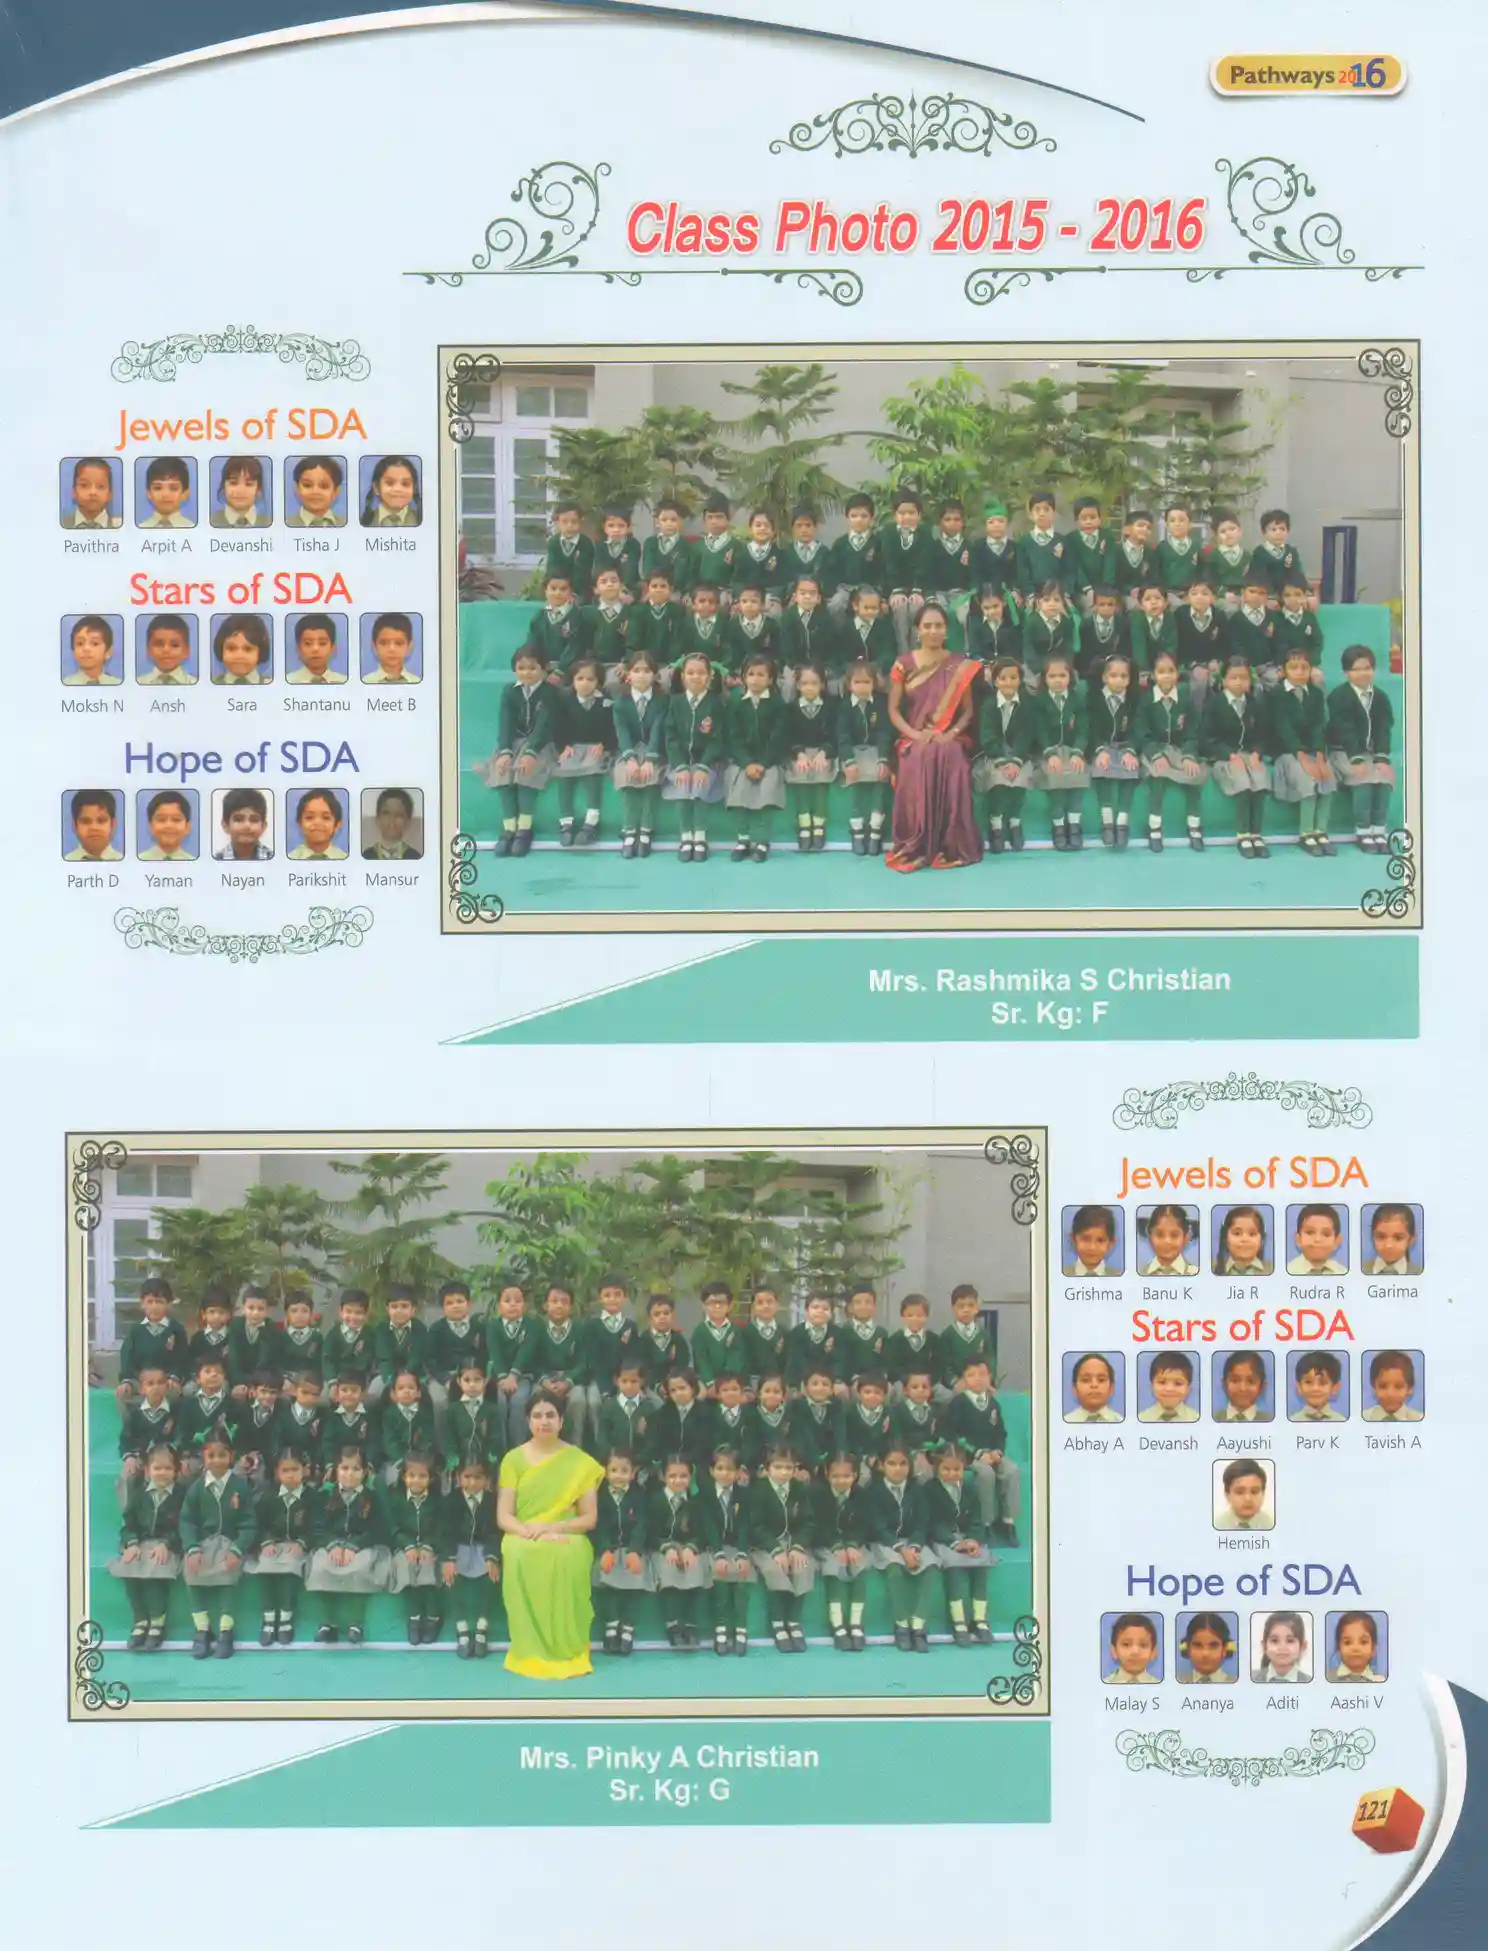 Pathways 2016
Class Photo 2015 - 2016
Jewels of SDA
Pavithra Arpit A Devanshi Tisha J Mishita
Stars of SDA
Moksh N Ansh Sara Shantanu Meet B
Hope of SDA
Parth D Yaman Nayan Parikshit Mansur
Mrs. Rashmika S Christian
Sr. Kg: F
Jewels of SDA
Grishma Banu K Jia R Rudra R Garima
Stars of SDA
Abhay A Devansh Aayushi Parv K Tavish A
Hemish
Hope of SDA
Malay S Ananya Aditi Aashi V
Mrs. Pinky A Christian
Sr. Kg: G
121